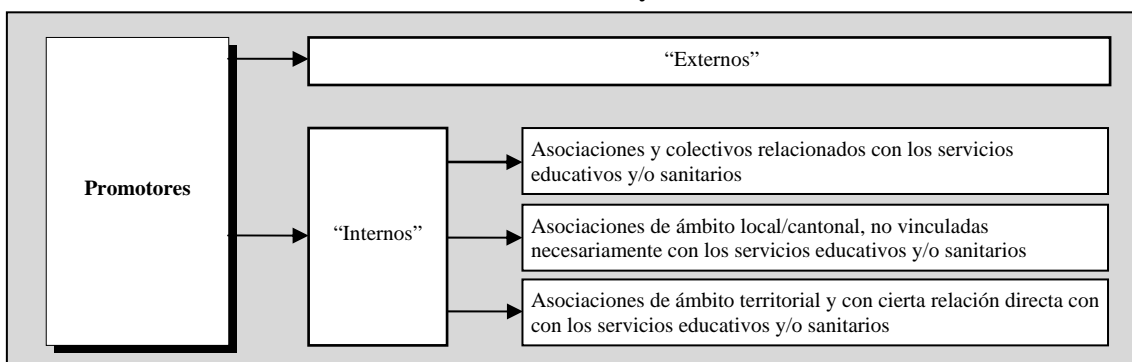 “Externos”
Promotores
“Internos”
Asociaciones y colectivos relacionados con los servicios
educativos y/o sanitarios
Asociaciones de ámbito local/cantonal, no vinculadas
necesariamente con los servicios educativos y/o sanitarios
Asociaciones de ámbito territorial y con cierta relación directa con
con los servicios educativos y/o sanitarios